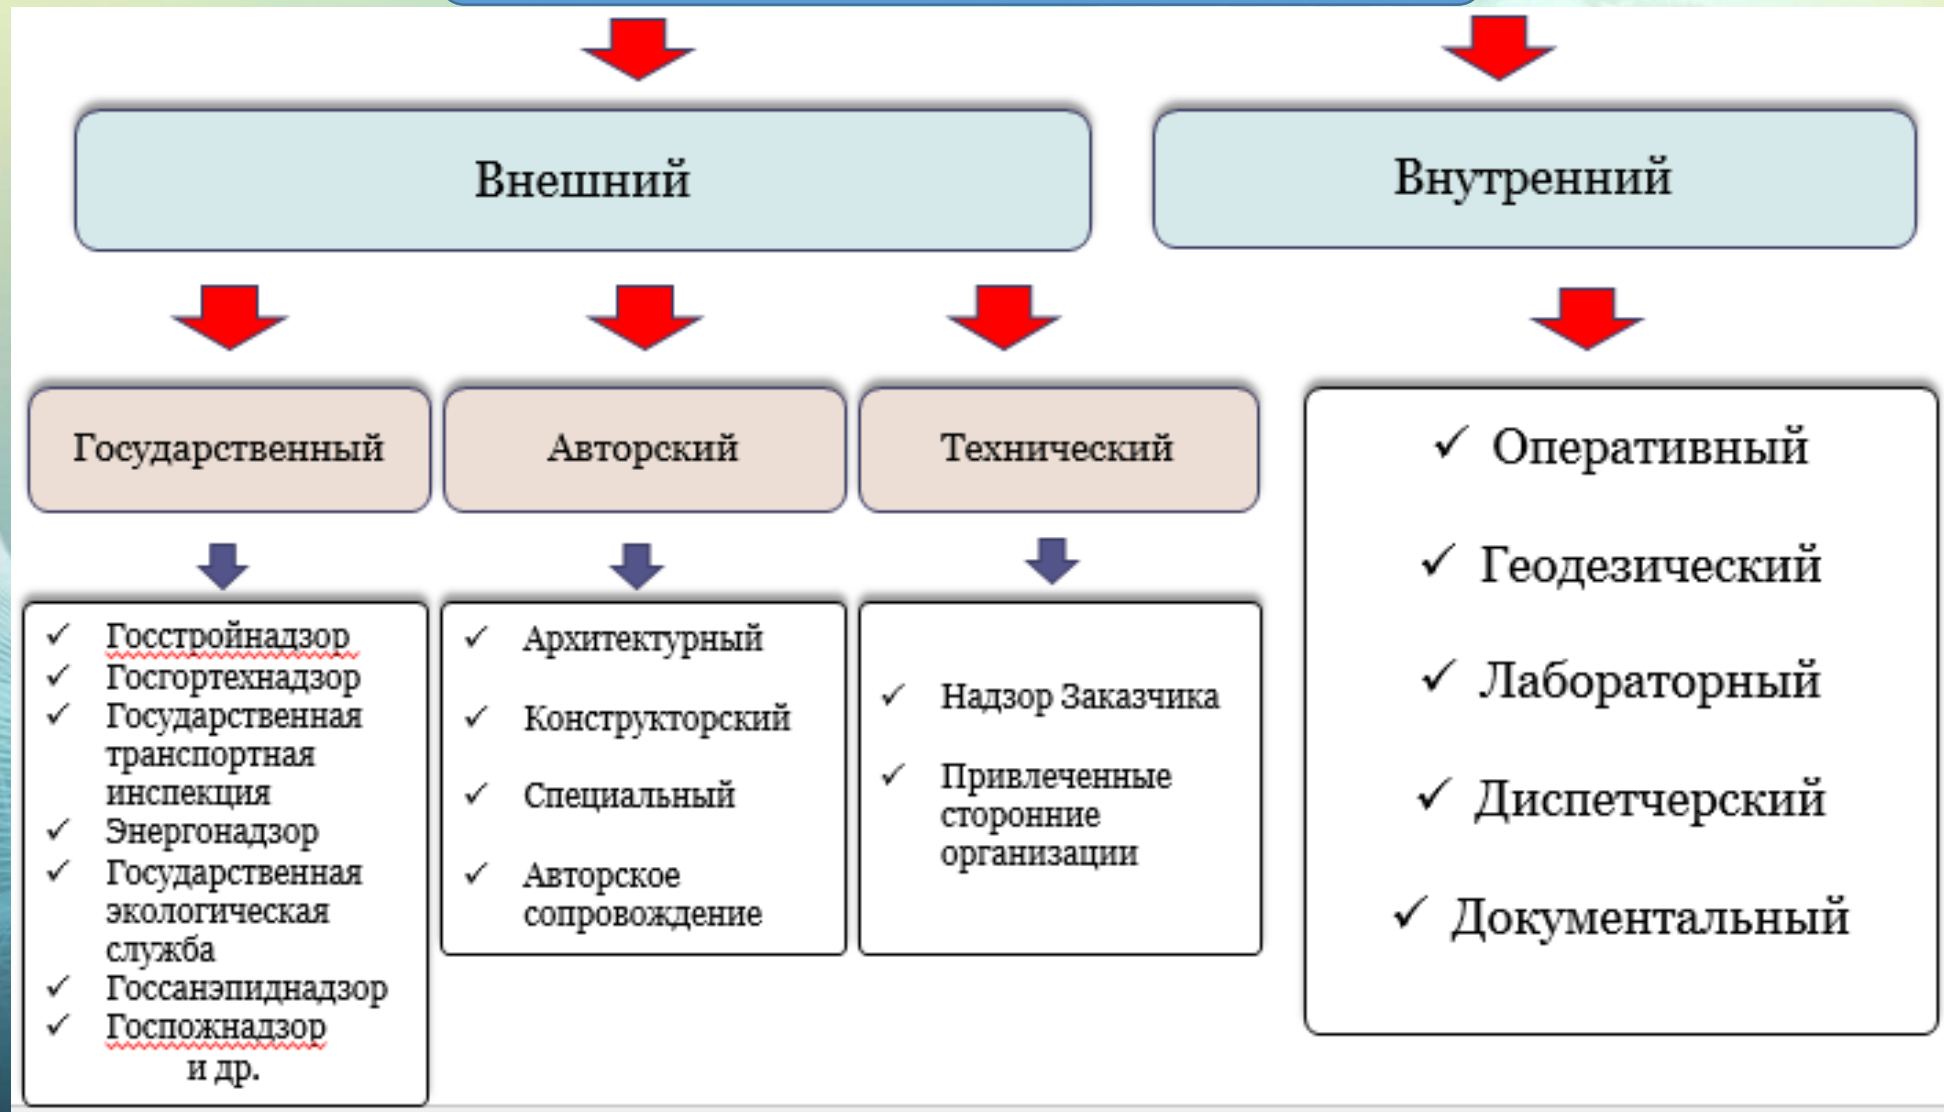 Внешний
Внутренний
Государственный
Авторский
Технический
✓ Госстройнадзор
✓ Госгортехнадзор
✓ Государственная
транспортная
инспекция
✓ Энергонадзор
✓ Государственная
экологическая
служба
✓ Госсанэпиднадзор
✓ Госпожнадзор
и др.
✓ Архитектурный
✓ Конструкторский
✓ Специальный
✓ Авторское
сопровождение
✓ Надзор Заказчика
✓ Привлеченные
сторонние
организации
✓ Оперативный
✓ Геодезический
✓ Лабораторный
✓ Диспетчерский
✓ Документальный